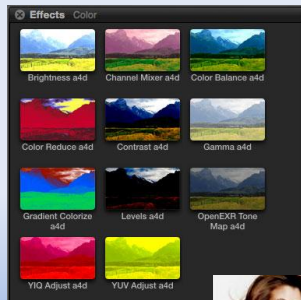 Effects Color
Brightness a4d Channel Mixer a4d Color Balance a4d
Color Reduce a4d Contrast a4d Gamma a4d
Gradient Colorize a4d Levels a4d OpenEXR Tone Map a4d
YIQ Adjust a4d YUV Adjust a4d